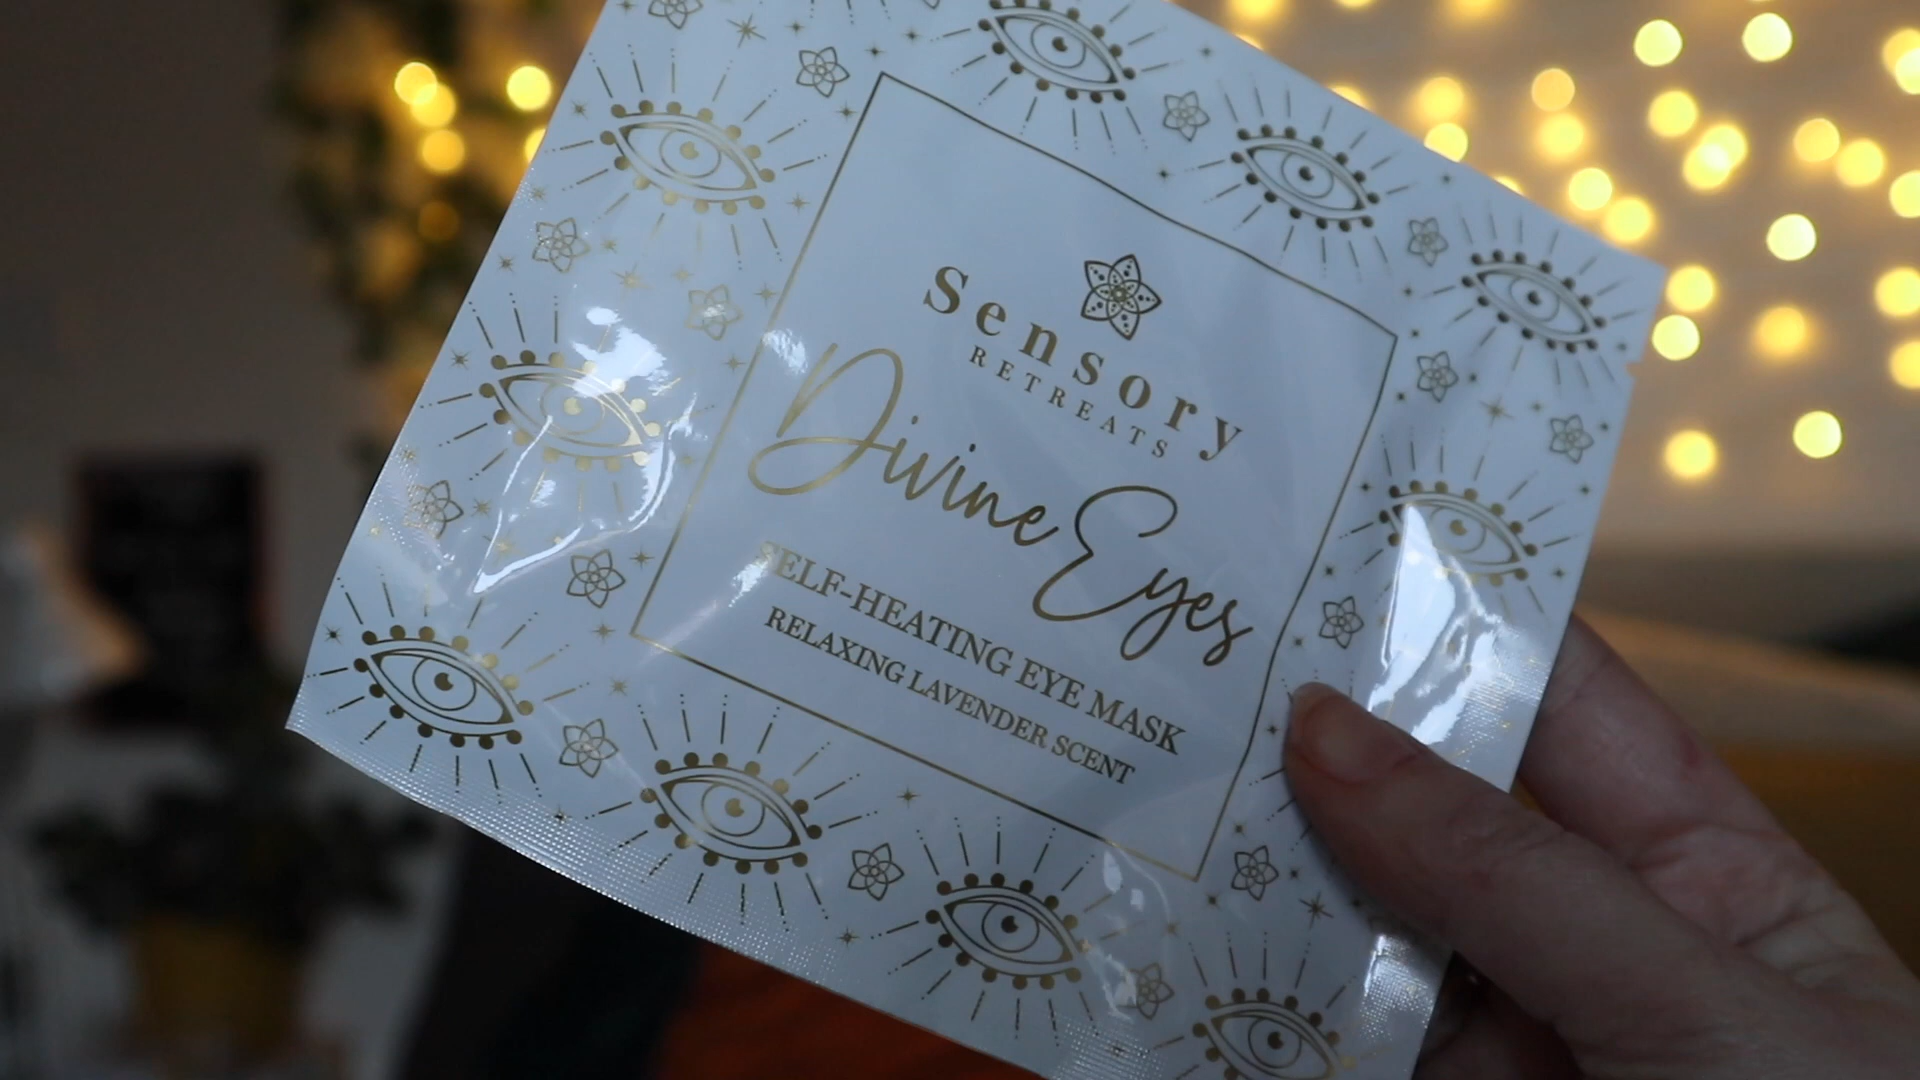 Sensory
RETREATS
Divine Eyes
SELF-HEATING EYE MASK
RELAXING LAVENDER SCENT